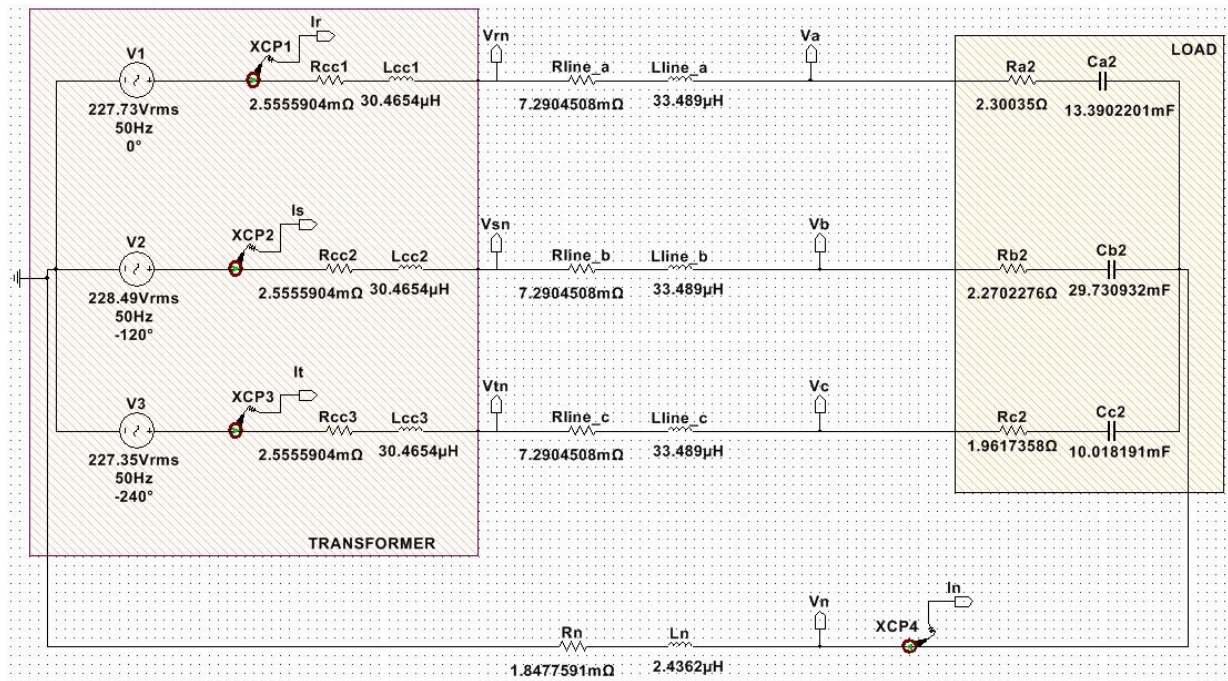 Ir
Vrn
Va
LOAD
V1
XCP1
Rcc1
Lcc1
Rline_a
Lline_a
Ra2
Ca2
227.73Vrms
50Hz
0°
2.5555904mΩ
30.4654µH
7.2904508mΩ
33.489µH
2.30035Ω
13.3902201mF
Is
Vsn
Vb
V2
XCP2
Rcc2
Lcc2
Rline_b
Lline_b
Rb2
Cb2
228.49Vrms
50Hz
-120°
2.5555904mΩ
30.4654µH
7.2904508mΩ
33.489µH
2.2702276Ω
29.730932mF
It
Vtn
Vc
V3
XCP3
Rcc3
Lcc3
Rline_c
Lline_c
Rc2
Cc2
227.35Vrms
50Hz
-240°
2.5555904mΩ
30.4654µH
7.2904508mΩ
33.489µH
1.9617358Ω
10.018191mF
TRANSFORMER
Vn
In
XCP4
Rn
Ln
1.8477591mΩ
2.4362µH